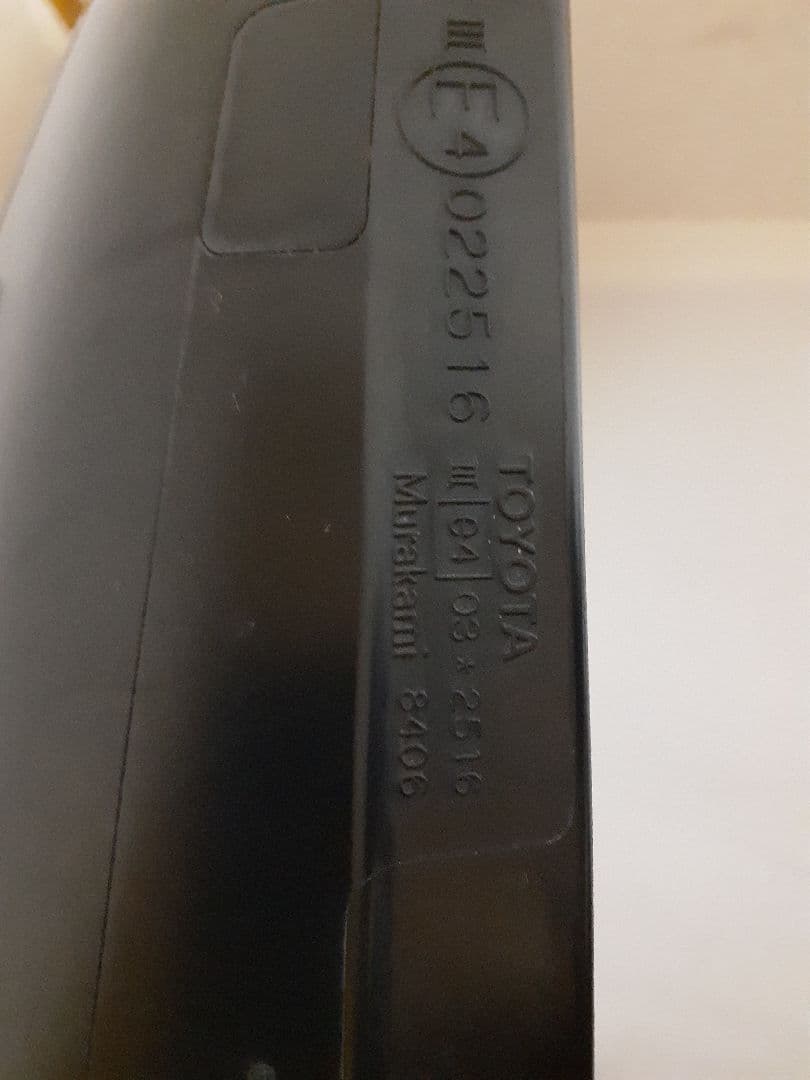 III E4 022516
TOYOTA
III e4 03 * 2516
Murakami 8406